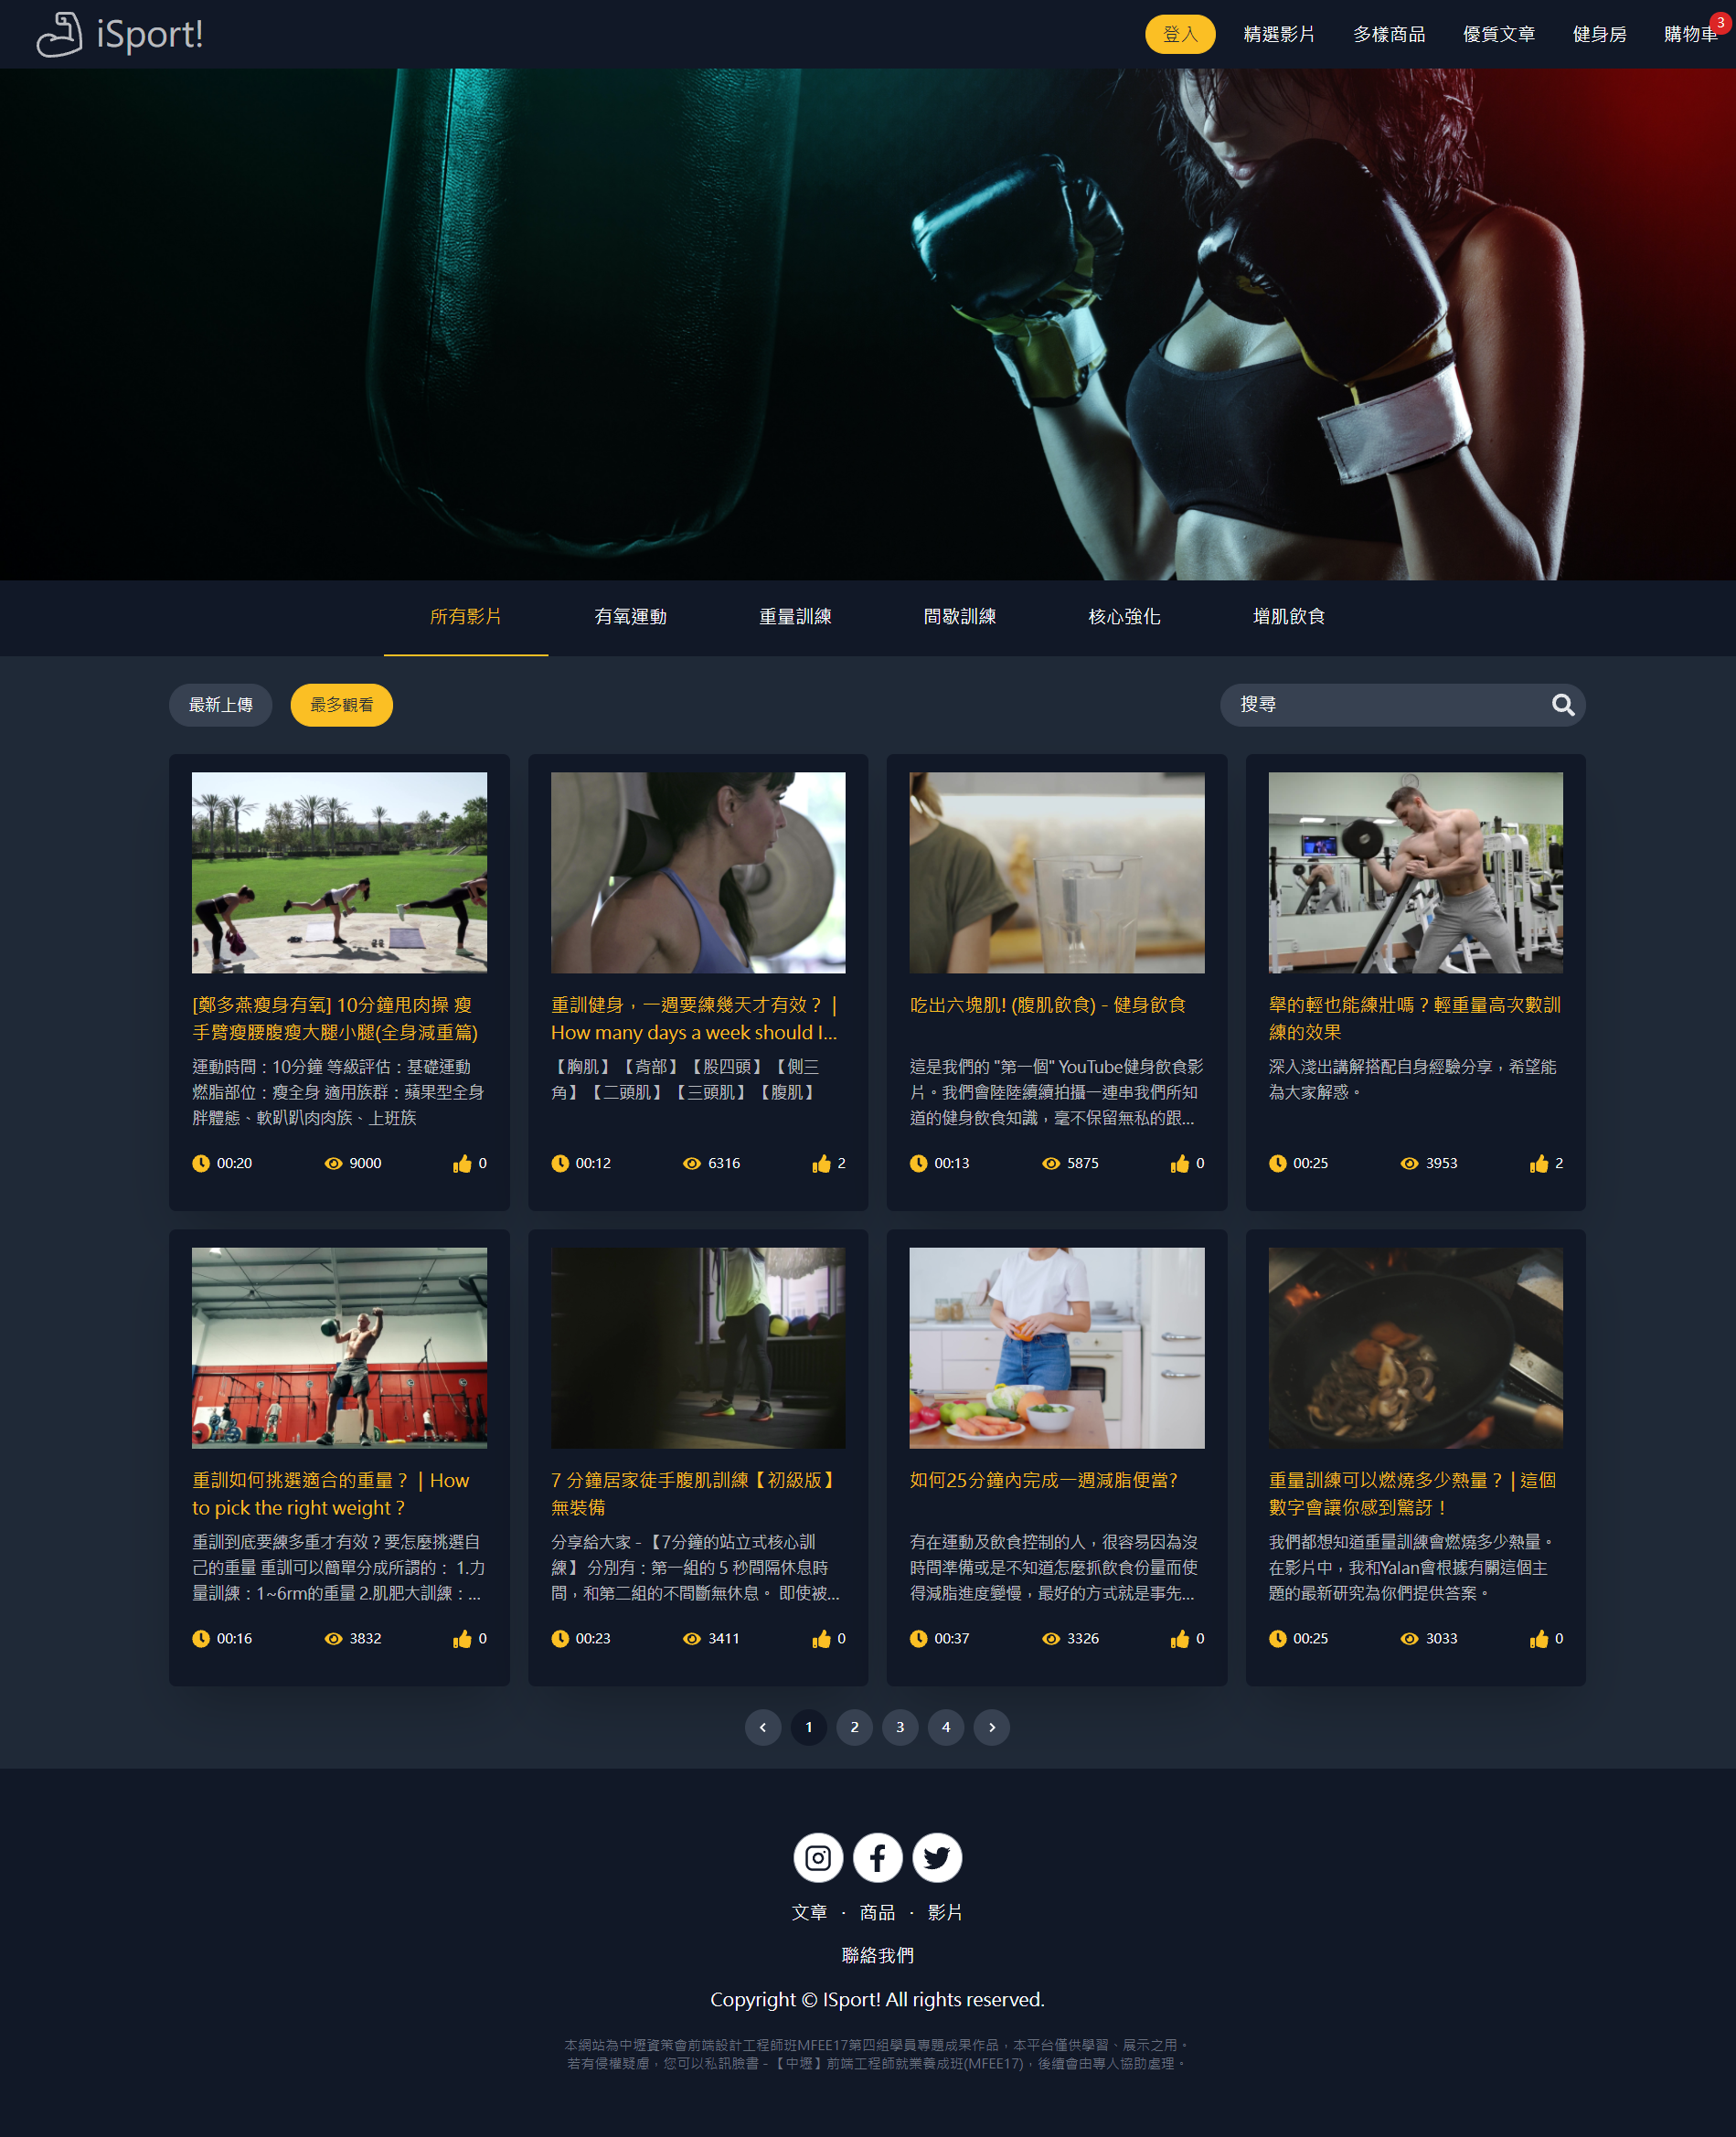 iSport!
登入
精選影片
多樣商品
優質文章
健身房
購物車
3
所有影片
有氧運動
重量訓練
間歇訓練
核心強化
增肌飲食
最新上傳
最多觀看
搜尋
[鄭多燕瘦身有氧] 10分鐘甩肉操 瘦
手臂瘦腰腹瘦大腿小腿(全身減重篇)
運動時間：10分鐘 等級評估：基礎運動
燃脂部位：瘦全身 適用族群：蘋果型全身
胖體態、軟趴趴肉肉族、上班族
00:20
9000
0
重訓健身，一週要練幾天才有效？ |
How many days a week should I...
【胸肌】【背部】【股四頭】【側三
角】【二頭肌】【三頭肌】【腹肌】
00:12
6316
2
吃出六塊肌! (腹肌飲食) - 健身飲食
這是我們的 "第一個" YouTube健身飲食影
片。我們會陸陸續續拍攝一連串我們所知
道的健身飲食知識，毫不保留無私的跟...
00:13
5875
0
舉的輕也能練壯嗎？輕重量高次數訓
練的效果
深入淺出講解搭配自身經驗分享，希望能
為大家解惑。
00:25
3953
2
重訓如何挑選適合的重量？ | How
to pick the right weight ?
重訓到底要練多重才有效？要怎麼挑選自
己的重量 重訓可以簡單分成所謂的： 1.力
量訓練：1~6rm的重量 2.肌肥大訓練：...
00:16
3832
0
7 分鐘居家徒手腹肌訓練【初級版】
無裝備
分享給大家 - 【7分鐘的站立式核心訓
練】 分別有：第一組的 5 秒間隔休息時
間，和第二組的不間斷無休息。 即使被...
00:23
3411
0
如何25分鐘內完成一週減脂便當?
有在運動及飲食控制的人，很容易因為沒
時間準備或是不知道怎麼抓飲食份量而使
得減脂進度變慢，最好的方式就是事先...
00:37
3326
0
重量訓練可以燃燒多少熱量？ | 這個
數字會讓你感到驚訝！
我們都想知道重量訓練會燃燒多少熱量。
在影片中，我和Yalan會根據有關這個主
題的最新研究為你們提供答案。
00:25
3033
0
1
2
3
4
文章 · 商品 · 影片
聯絡我們
Copyright © ISport! All rights reserved.
本網站為中壢資策會前端設計工程師班MFEE17第四組學員專題成果作品，本平台僅供學習、展示之用。
若有侵權疑慮，您可以私訊臉書 - 【中壢】前端工程師就業養成班(MFEE17)，後續會由專人協助處理。